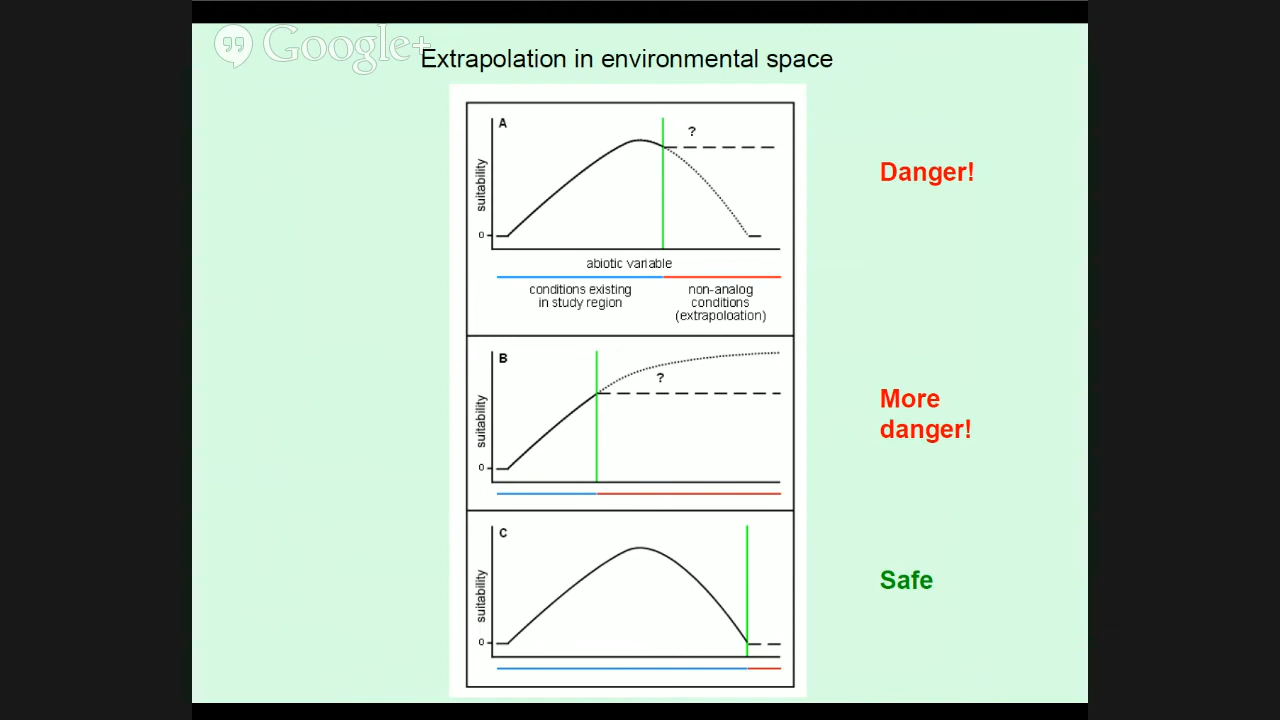 Google+
Extrapolation in environmental space
A
?
suitability
0
abiotic variable
conditions existing
in study region
non-analog
conditions
(extrapoloation)
Danger!
B
?
suitability
0
More
danger!
C
suitability
0
Safe